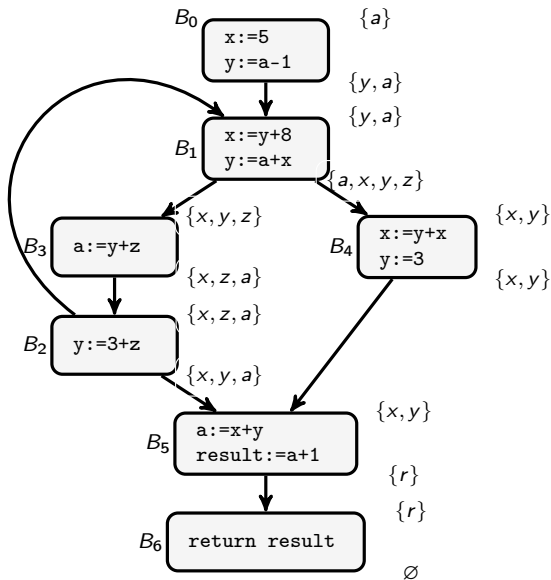 B₀
{a}
x:=5
y:=a-1
{y, a}
{y, a}
B₁
x:=y+8
y:=a+x
{a, x, y, z}
{x, y, z}
{x, y}
B₃
a:=y+z
B₄
x:=y+x
y:=3
{x, z, a}
{x, y}
{x, z, a}
B₂
y:=3+z
{x, y, a}
{x, y}
B₅
a:=x+y
result:=a+1
{r}
{r}
B₆
return result
∅